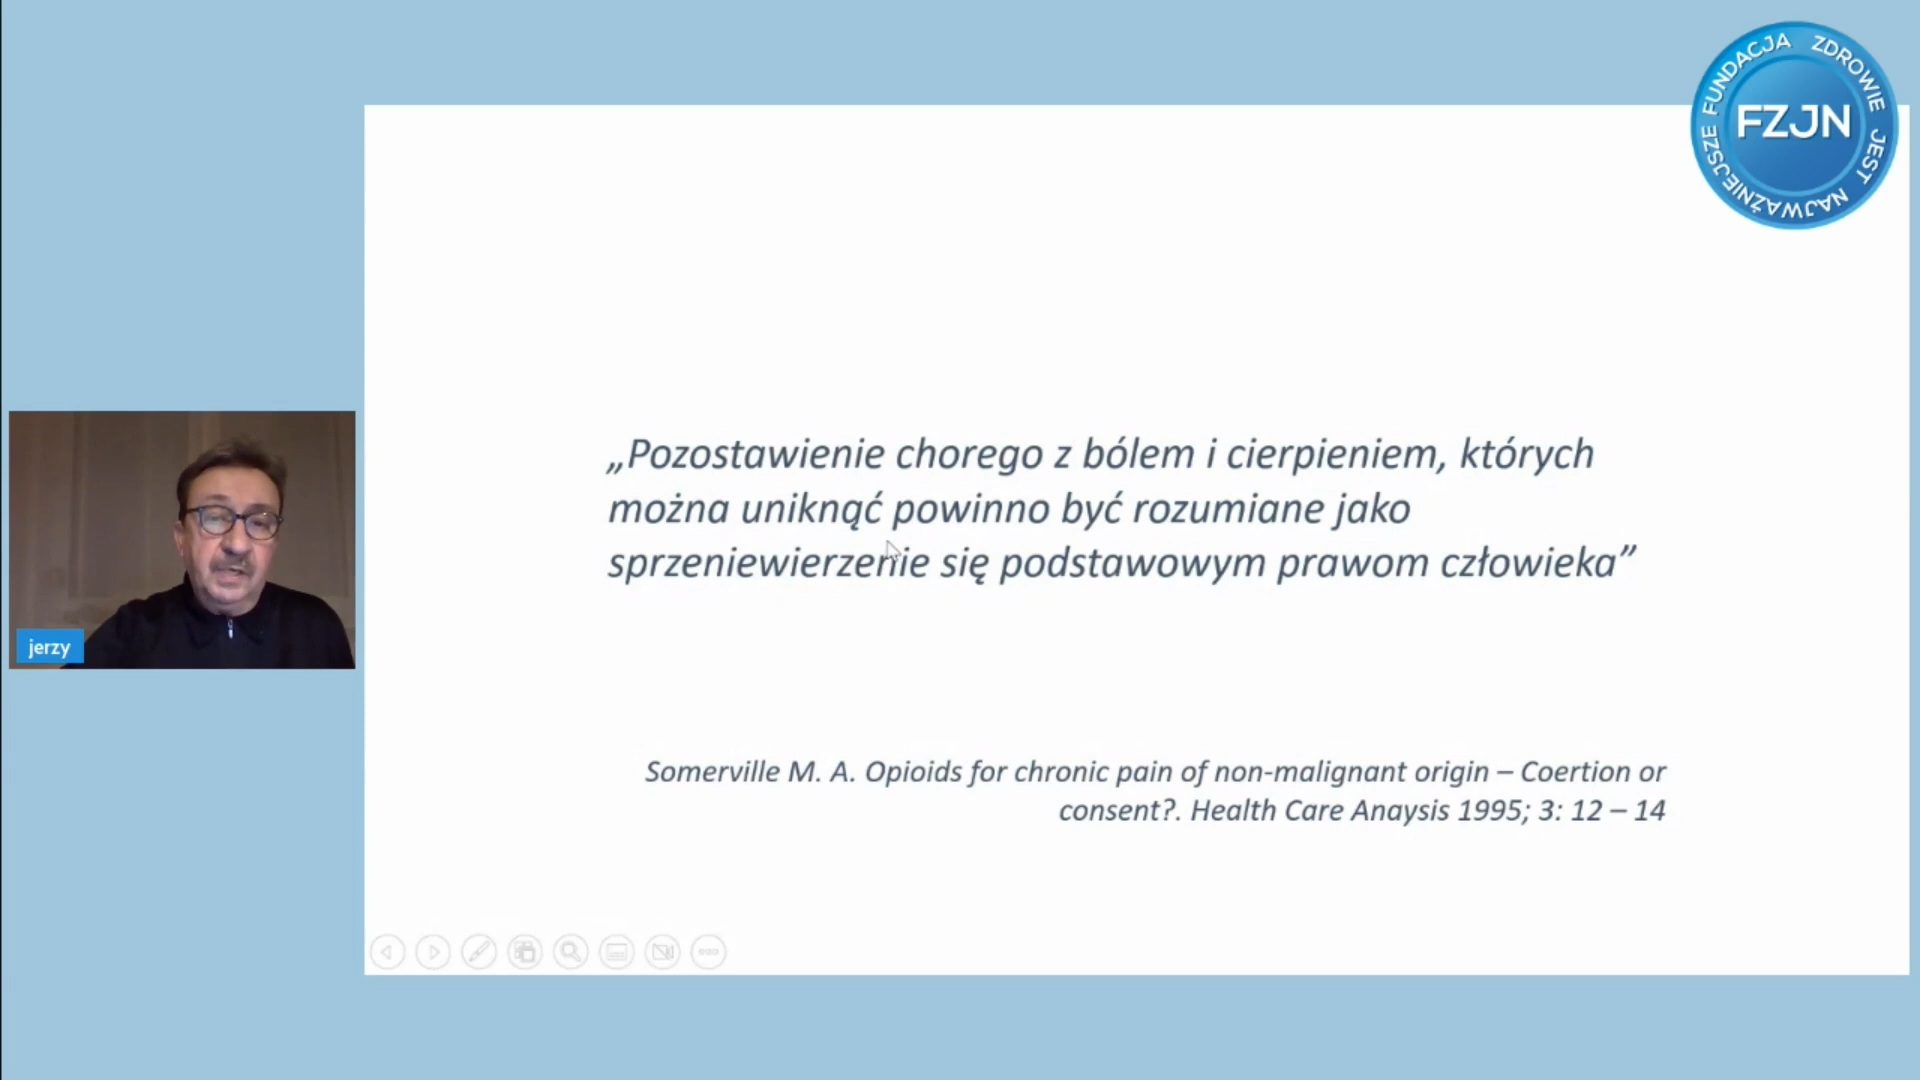 FUNDACJA ZDROWIE JEST NAJWAŻNIEJSZE
FZJN
„Pozostawienie chorego z bólem i cierpieniem, których
można uniknąć powinno być rozumiane jako
sprzeniewierzenie się podstawowym prawom człowieka”
jerzy
Somerville M. A. Opioids for chronic pain of non-malignant origin – Coertion or
consent?. Health Care Anaysis 1995; 3: 12 – 14